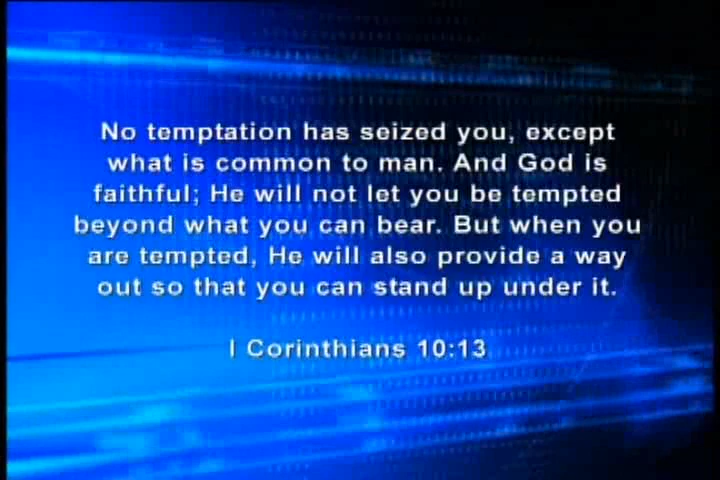 No temptation has seized you, except
what is common to man. And God is
faithful; He will not let you be tempted
beyond what you can bear. But when you
are tempted, He will also provide a way
out so that you can stand up under it.
I Corinthians 10:13